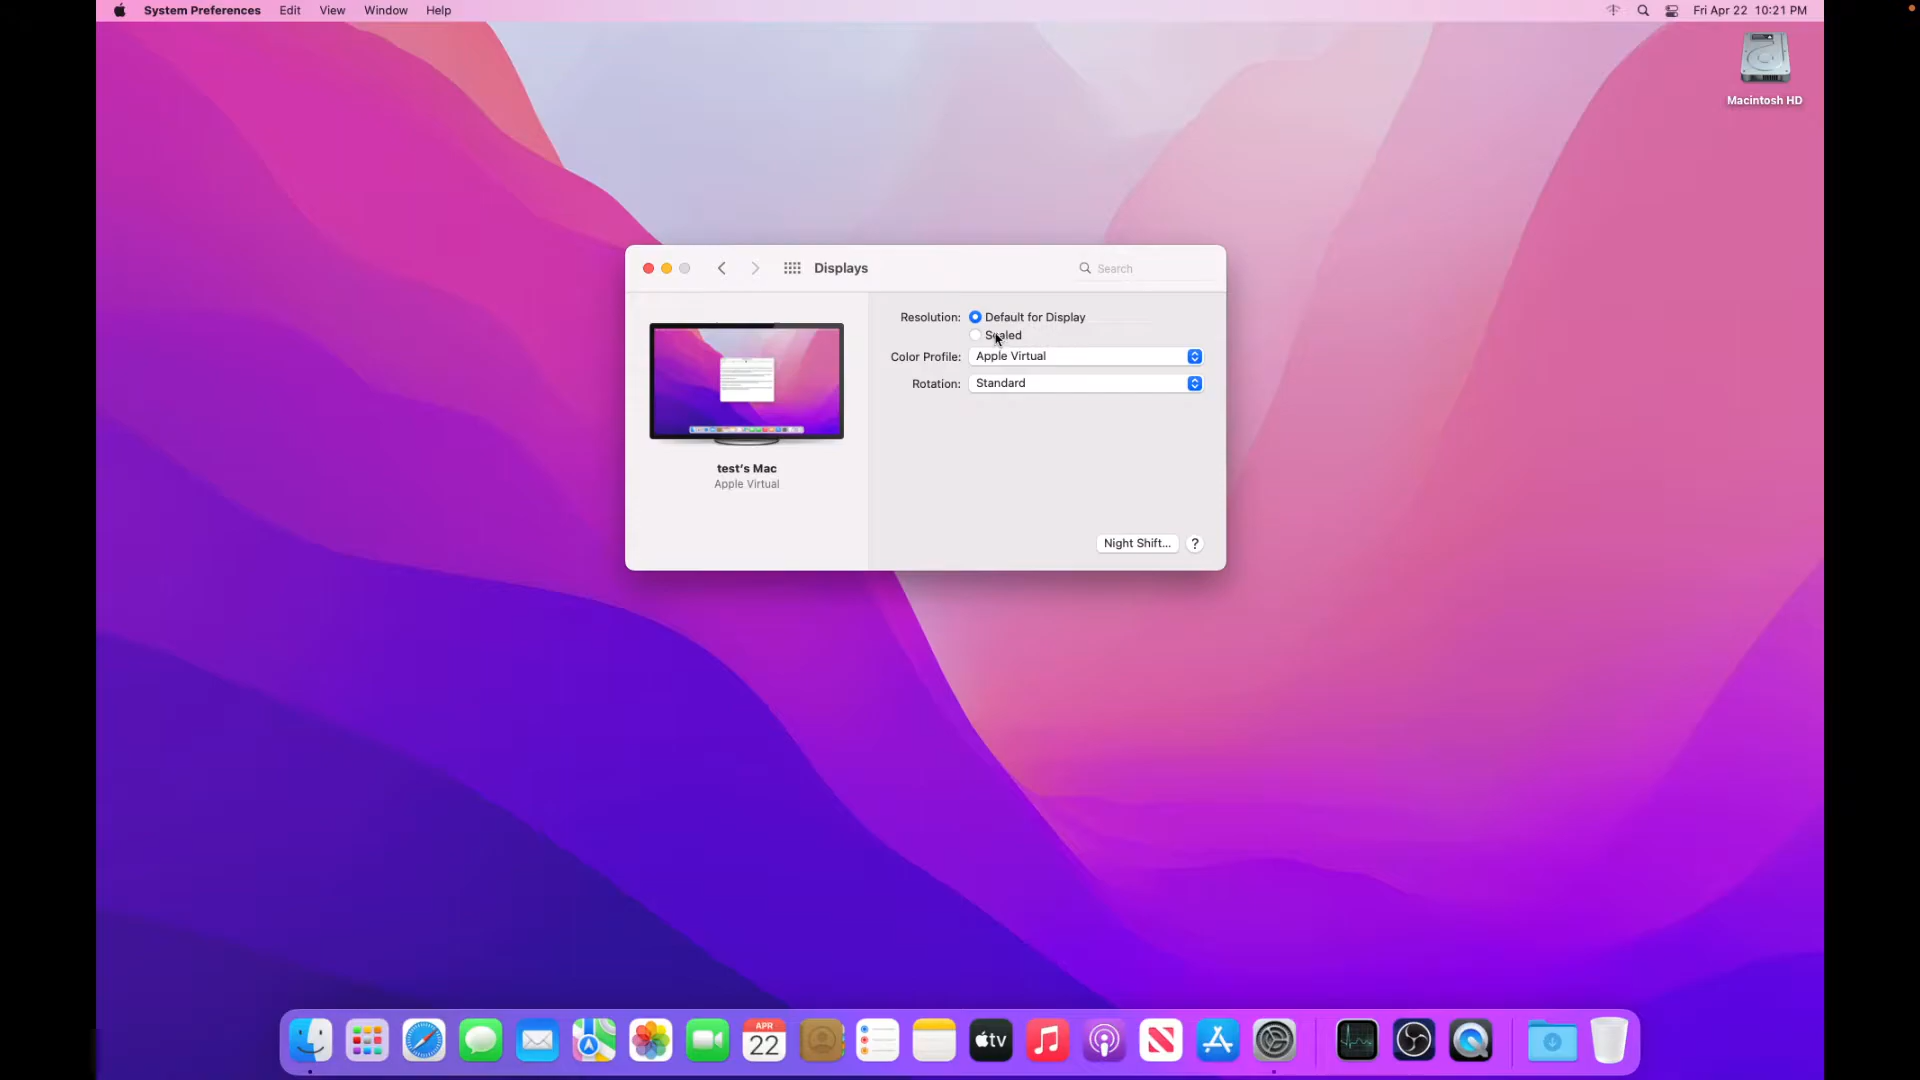 System Preferences Edit View Window Help
Fri Apr 22 10:21 PM
Macintosh HD
Displays
Search
Resolution: Default for Display
Scaled
Color Profile: Apple Virtual
Rotation: Standard
test's Mac
Apple Virtual
Night Shift...
?
APR
22
tv